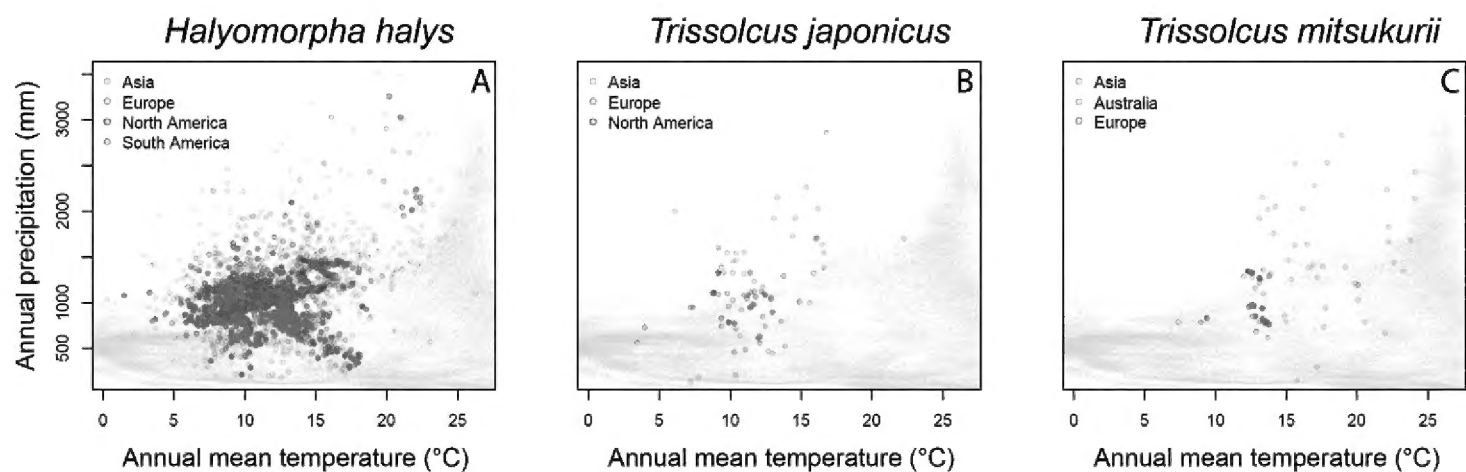 Halyomorpha halys
Trissolcus japonicus
Trissolcus mitsukurii
A
Asia
Europe
North America
South America
B
Asia
Europe
North America
C
Asia
Australia
Europe
Annual precipitation (mm)
3000
2000
1000
500
0 5 10 15 20 25
0 5 10 15 20 25
0 5 10 15 20 25
Annual mean temperature (°C)
Annual mean temperature (°C)
Annual mean temperature (°C)